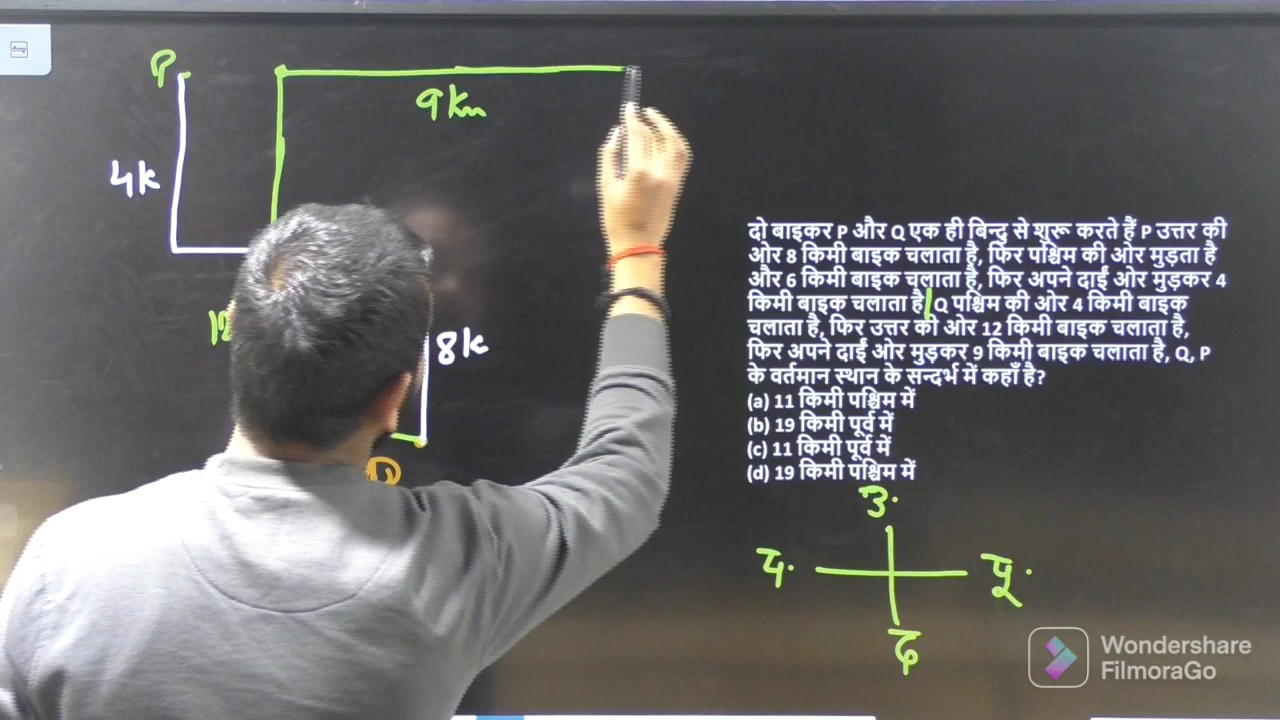 P
9 Km
4k
8k
दो बाइकर P और Q एक ही बिन्दु से शुरू करते हैं P उत्तर की
ओर 8 किमी बाइक चलाता है, फिर पश्चिम की ओर मुड़ता है
और 6 किमी बाइक चलाता है, फिर अपने दाईं ओर मुड़कर 4
किमी बाइक चलाता है, Q पश्चिम की ओर 4 किमी बाइक
चलाता है, फिर उत्तर की ओर 12 किमी बाइक चलाता है,
फिर अपने दाईं ओर मुड़कर 9 किमी बाइक चलाता है, Q, P
के वर्तमान स्थान के सन्दर्भ में कहाँ है?
(a) 11 किमी पश्चिम में
(b) 19 किमी पूर्व में
(c) 11 किमी पूर्व में
(d) 19 किमी पश्चिम में
उ.
प.
पू.
द
Wondershare
FilmoraGo